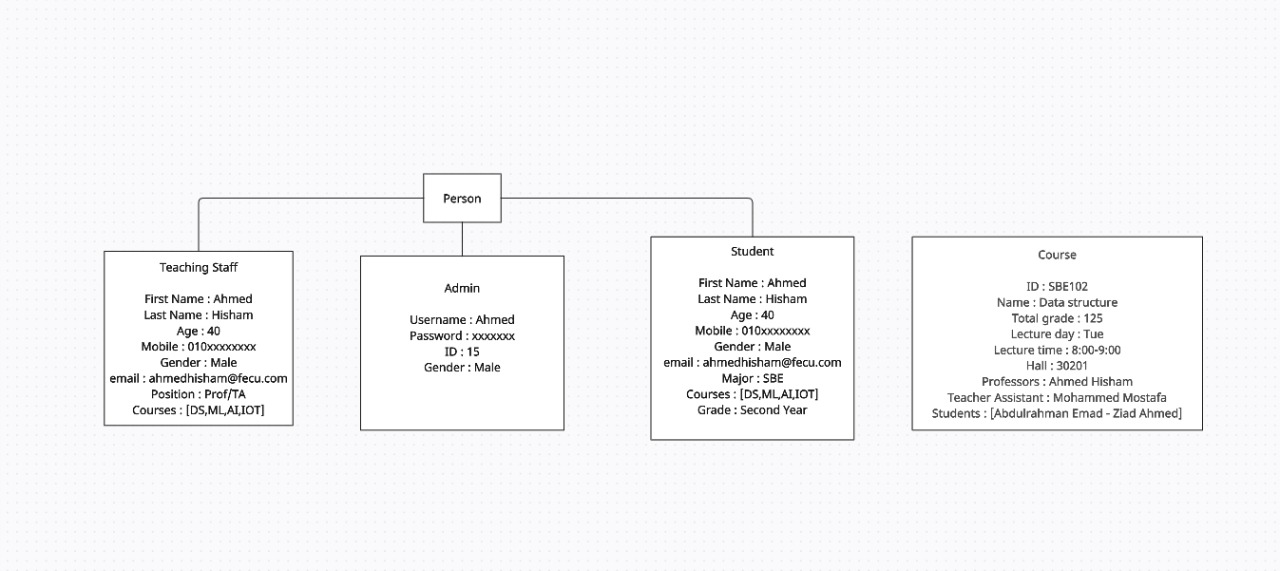 Person
Teaching Staff
First Name : Ahmed
Last Name : Hisham
Age : 40
Mobile : 010xxxxxxxx
Gender : Male
email : ahmedhisham@fecu.com
Position : Prof/TA
Courses : [DS,ML,AI,IOT]
Admin
Username : Ahmed
Password : xxxxxxx
ID : 15
Gender : Male
Student
First Name : Ahmed
Last Name : Hisham
Age : 40
Mobile : 010xxxxxxxx
Gender : Male
email : ahmedhisham@fecu.com
Major : SBE
Courses : [DS,ML,AI,IOT]
Grade : Second Year
Course
ID : SBE102
Name : Data structure
Total grade : 125
Lecture day : Tue
Lecture time : 8:00-9:00
Hall : 30201
Professors : Ahmed Hisham
Teacher Assistant : Mohammed Mostafa
Students : [Abdulrahman Emad - Ziad Ahmed]